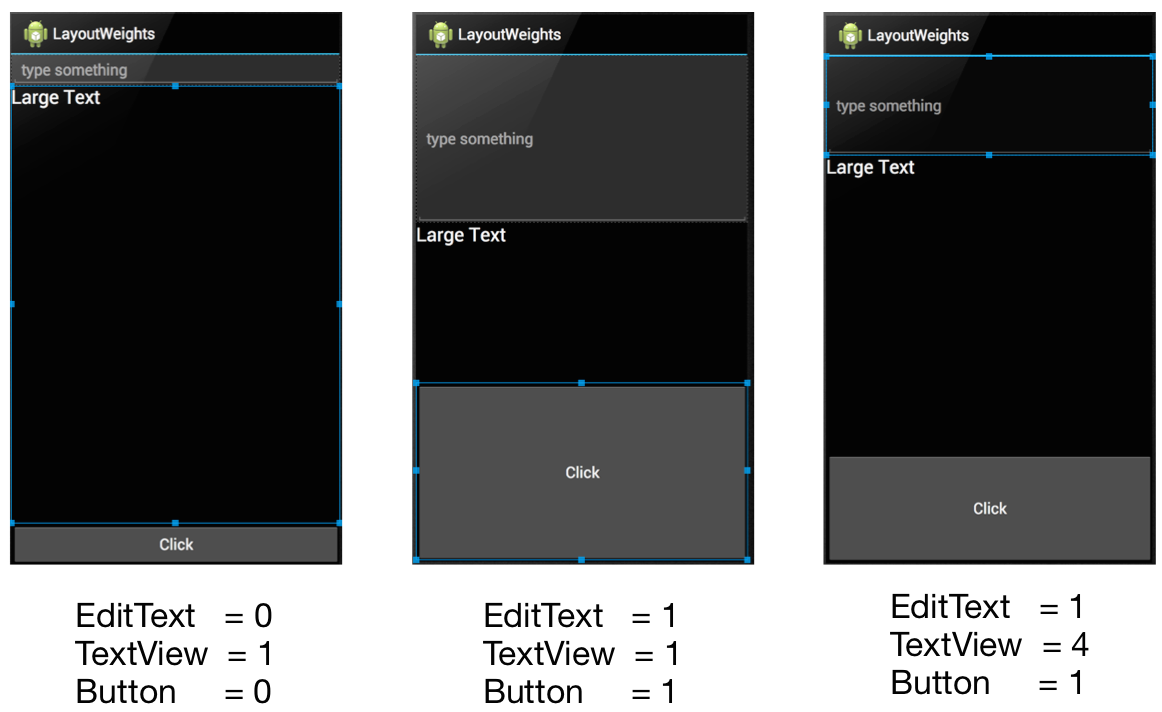 LayoutWeights
type something
Large Text
Click
EditText = 0
TextView = 1
Button = 0
LayoutWeights
type something
Large Text
Click
EditText = 1
TextView = 1
Button = 1
LayoutWeights
type something
Large Text
Click
EditText = 1
TextView = 4
Button = 1